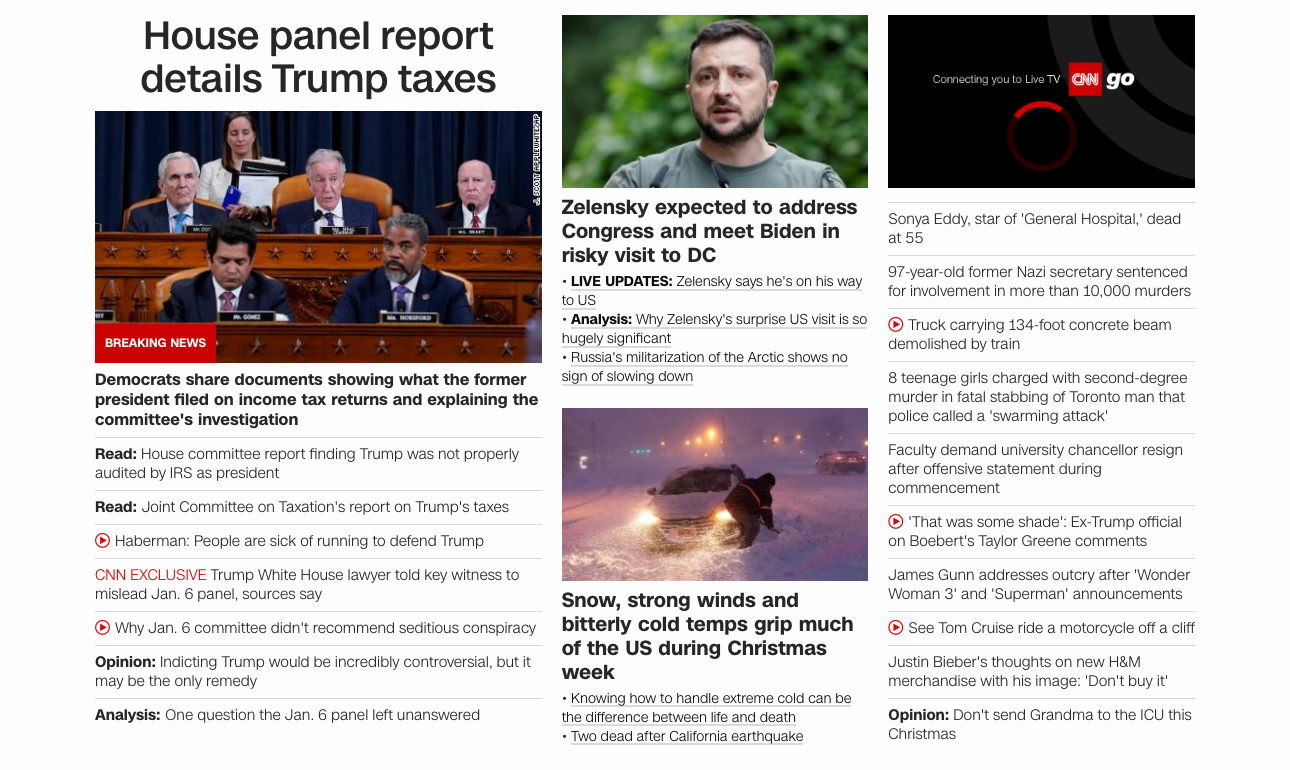 House panel report
details Trump taxes
J. SCOTT APPLEWHITE/AP
MR. GOMEZ
MR. HORSFORD
MR. BRADY
BREAKING NEWS
Democrats share documents showing what the former
president filed on income tax returns and explaining the
committee's investigation
Read: House committee report finding Trump was not properly
audited by IRS as president
Read: Joint Committee on Taxation's report on Trump's taxes
Haberman: People are sick of running to defend Trump
CNN EXCLUSIVE Trump White House lawyer told key witness to
mislead Jan. 6 panel, sources say
Why Jan. 6 committee didn't recommend seditious conspiracy
Opinion: Indicting Trump would be incredibly controversial, but it
may be the only remedy
Analysis: One question the Jan. 6 panel left unanswered
Zelensky expected to address
Congress and meet Biden in
risky visit to DC
• LIVE UPDATES: Zelensky says he's on his way
to US
• Analysis: Why Zelensky's surprise US visit is so
hugely significant
• Russia's militarization of the Arctic shows no
sign of slowing down
Snow, strong winds and
bitterly cold temps grip much
of the US during Christmas
week
• Knowing how to handle extreme cold can be
the difference between life and death
• Two dead after California earthquake
Connecting you to Live TV CNN go
Sonya Eddy, star of 'General Hospital,' dead
at 55
97-year-old former Nazi secretary sentenced
for involvement in more than 10,000 murders
Truck carrying 134-foot concrete beam
demolished by train
8 teenage girls charged with second-degree
murder in fatal stabbing of Toronto man that
police called a 'swarming attack'
Faculty demand university chancellor resign
after offensive statement during
commencement
'That was some shade': Ex-Trump official
on Boebert's Taylor Greene comments
James Gunn addresses outcry after 'Wonder
Woman 3' and 'Superman' announcements
See Tom Cruise ride a motorcycle off a cliff
Justin Bieber's thoughts on new H&M
merchandise with his image: 'Don't buy it'
Opinion: Don't send Grandma to the ICU this
Christmas